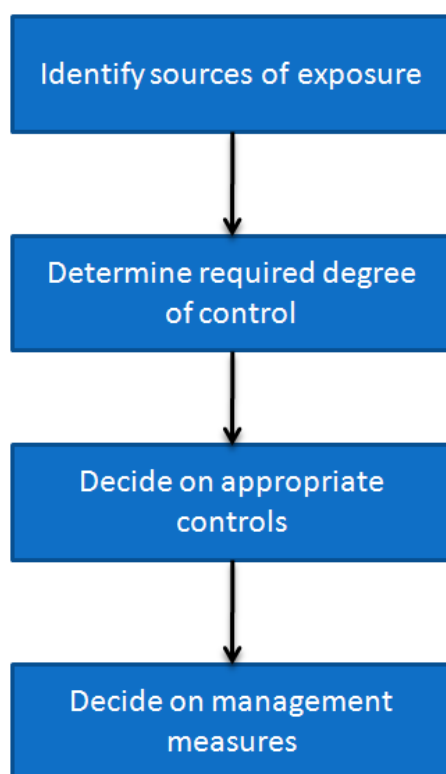 Identify sources of exposure
Determine required degree
of control
Decide on appropriate
controls
Decide on management
measures